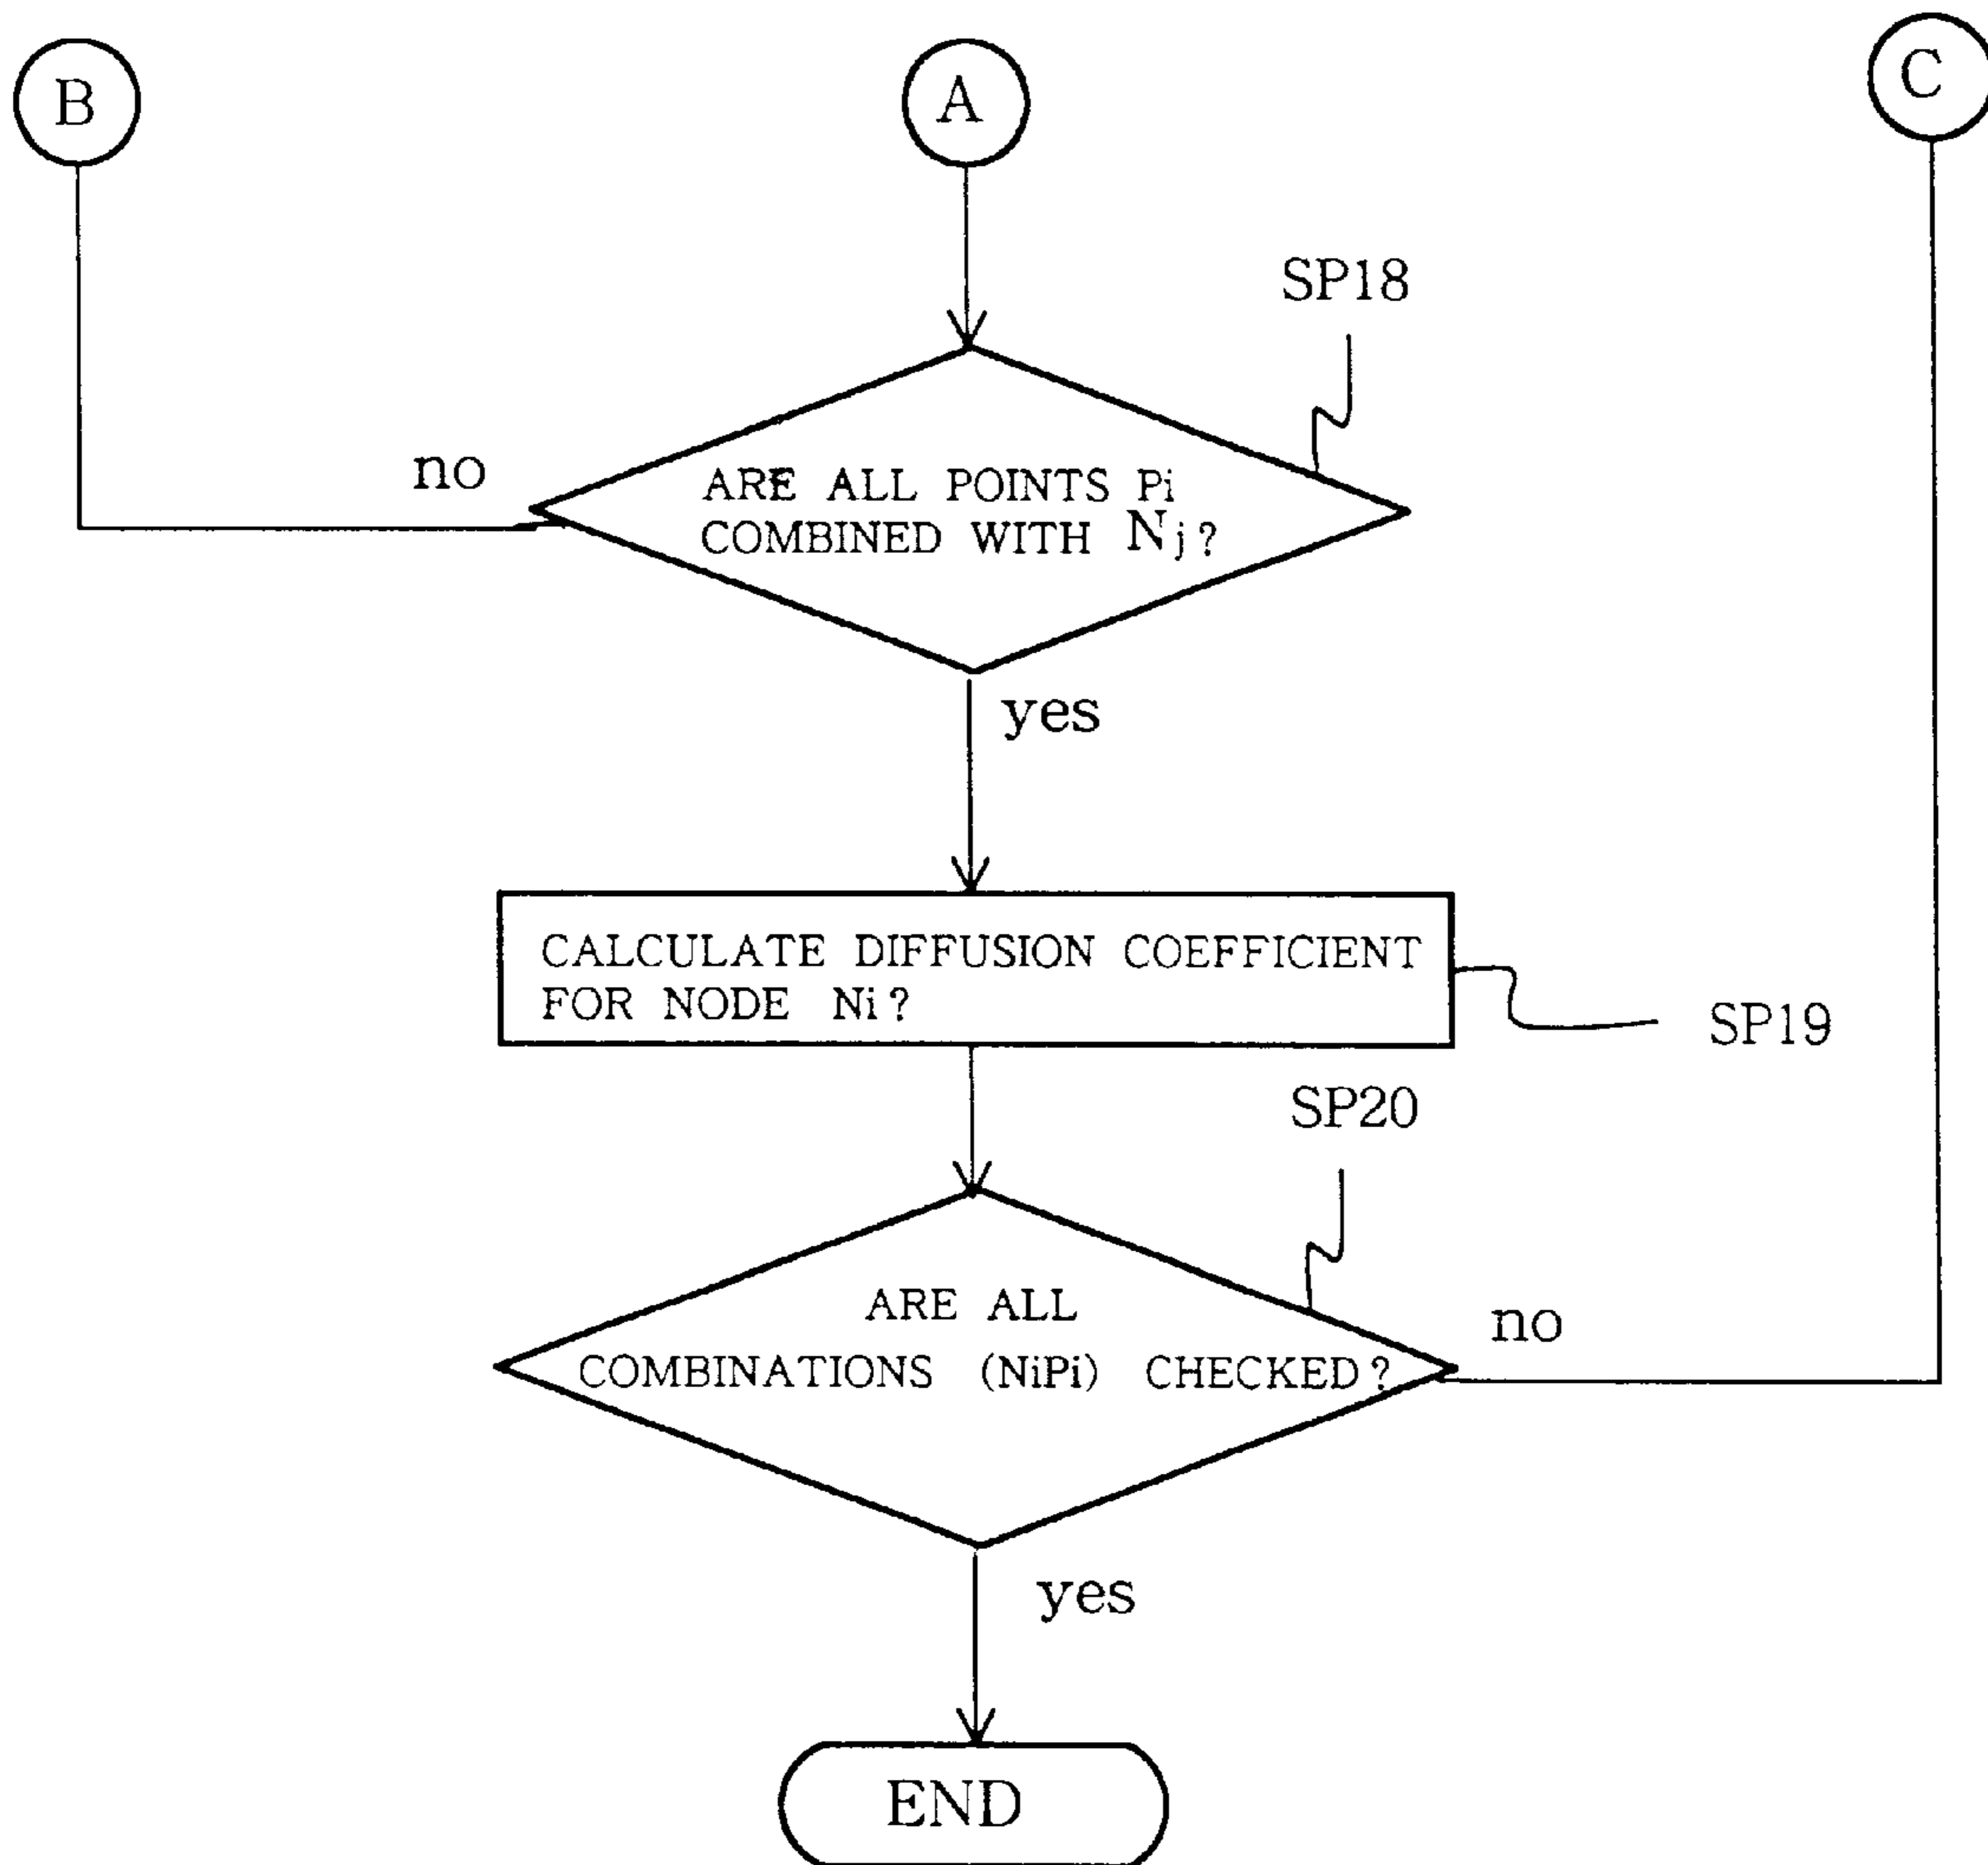 B
A
C
SP18
no
ARE ALL POINTS Pi
COMBINED WITH Nj?
yes
CALCULATE DIFFUSION COEFFICIENT
FOR NODE Ni?
SP19
SP20
ARE ALL
COMBINATIONS (NiPi) CHECKED?
no
yes
END